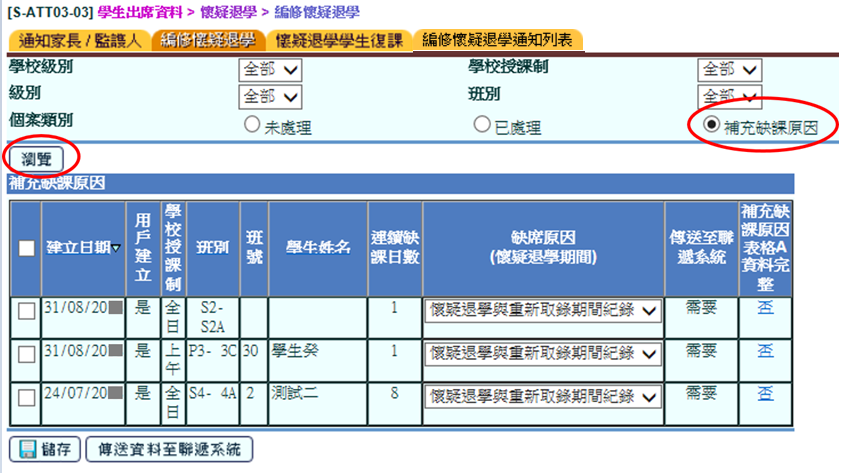 [S-ATT03-03] 學生出席資料 > 懷疑退學 > 編修懷疑退學
通知家長 / 監護人 編修懷疑退學 懷疑退學學生復課 編修懷疑退學通知列表
學校級別 全部 學校授課制 全部
級別 全部 班別 全部
個案類別 未處理 已處理 補充缺課原因
瀏覽
補充缺課原因
建立日期 用戶建立 學校授課制 班別 班號 學生姓名 連續缺課日數 缺席原因 (懷疑退學期間) 傳送至聯遞系統 補充缺課原因表格A資料完整
31/08/20 是 全日 S2- S2A 1 懷疑退學與重新取錄期間紀錄 需要 否
31/08/20 是 上午 P3- 3C 30 學生癸 1 懷疑退學與重新取錄期間紀錄 需要 否
24/07/20 是 全日 S4- 4A 2 測試二 8 懷疑退學與重新取錄期間紀錄 需要 否
儲存 傳送資料至聯遞系統